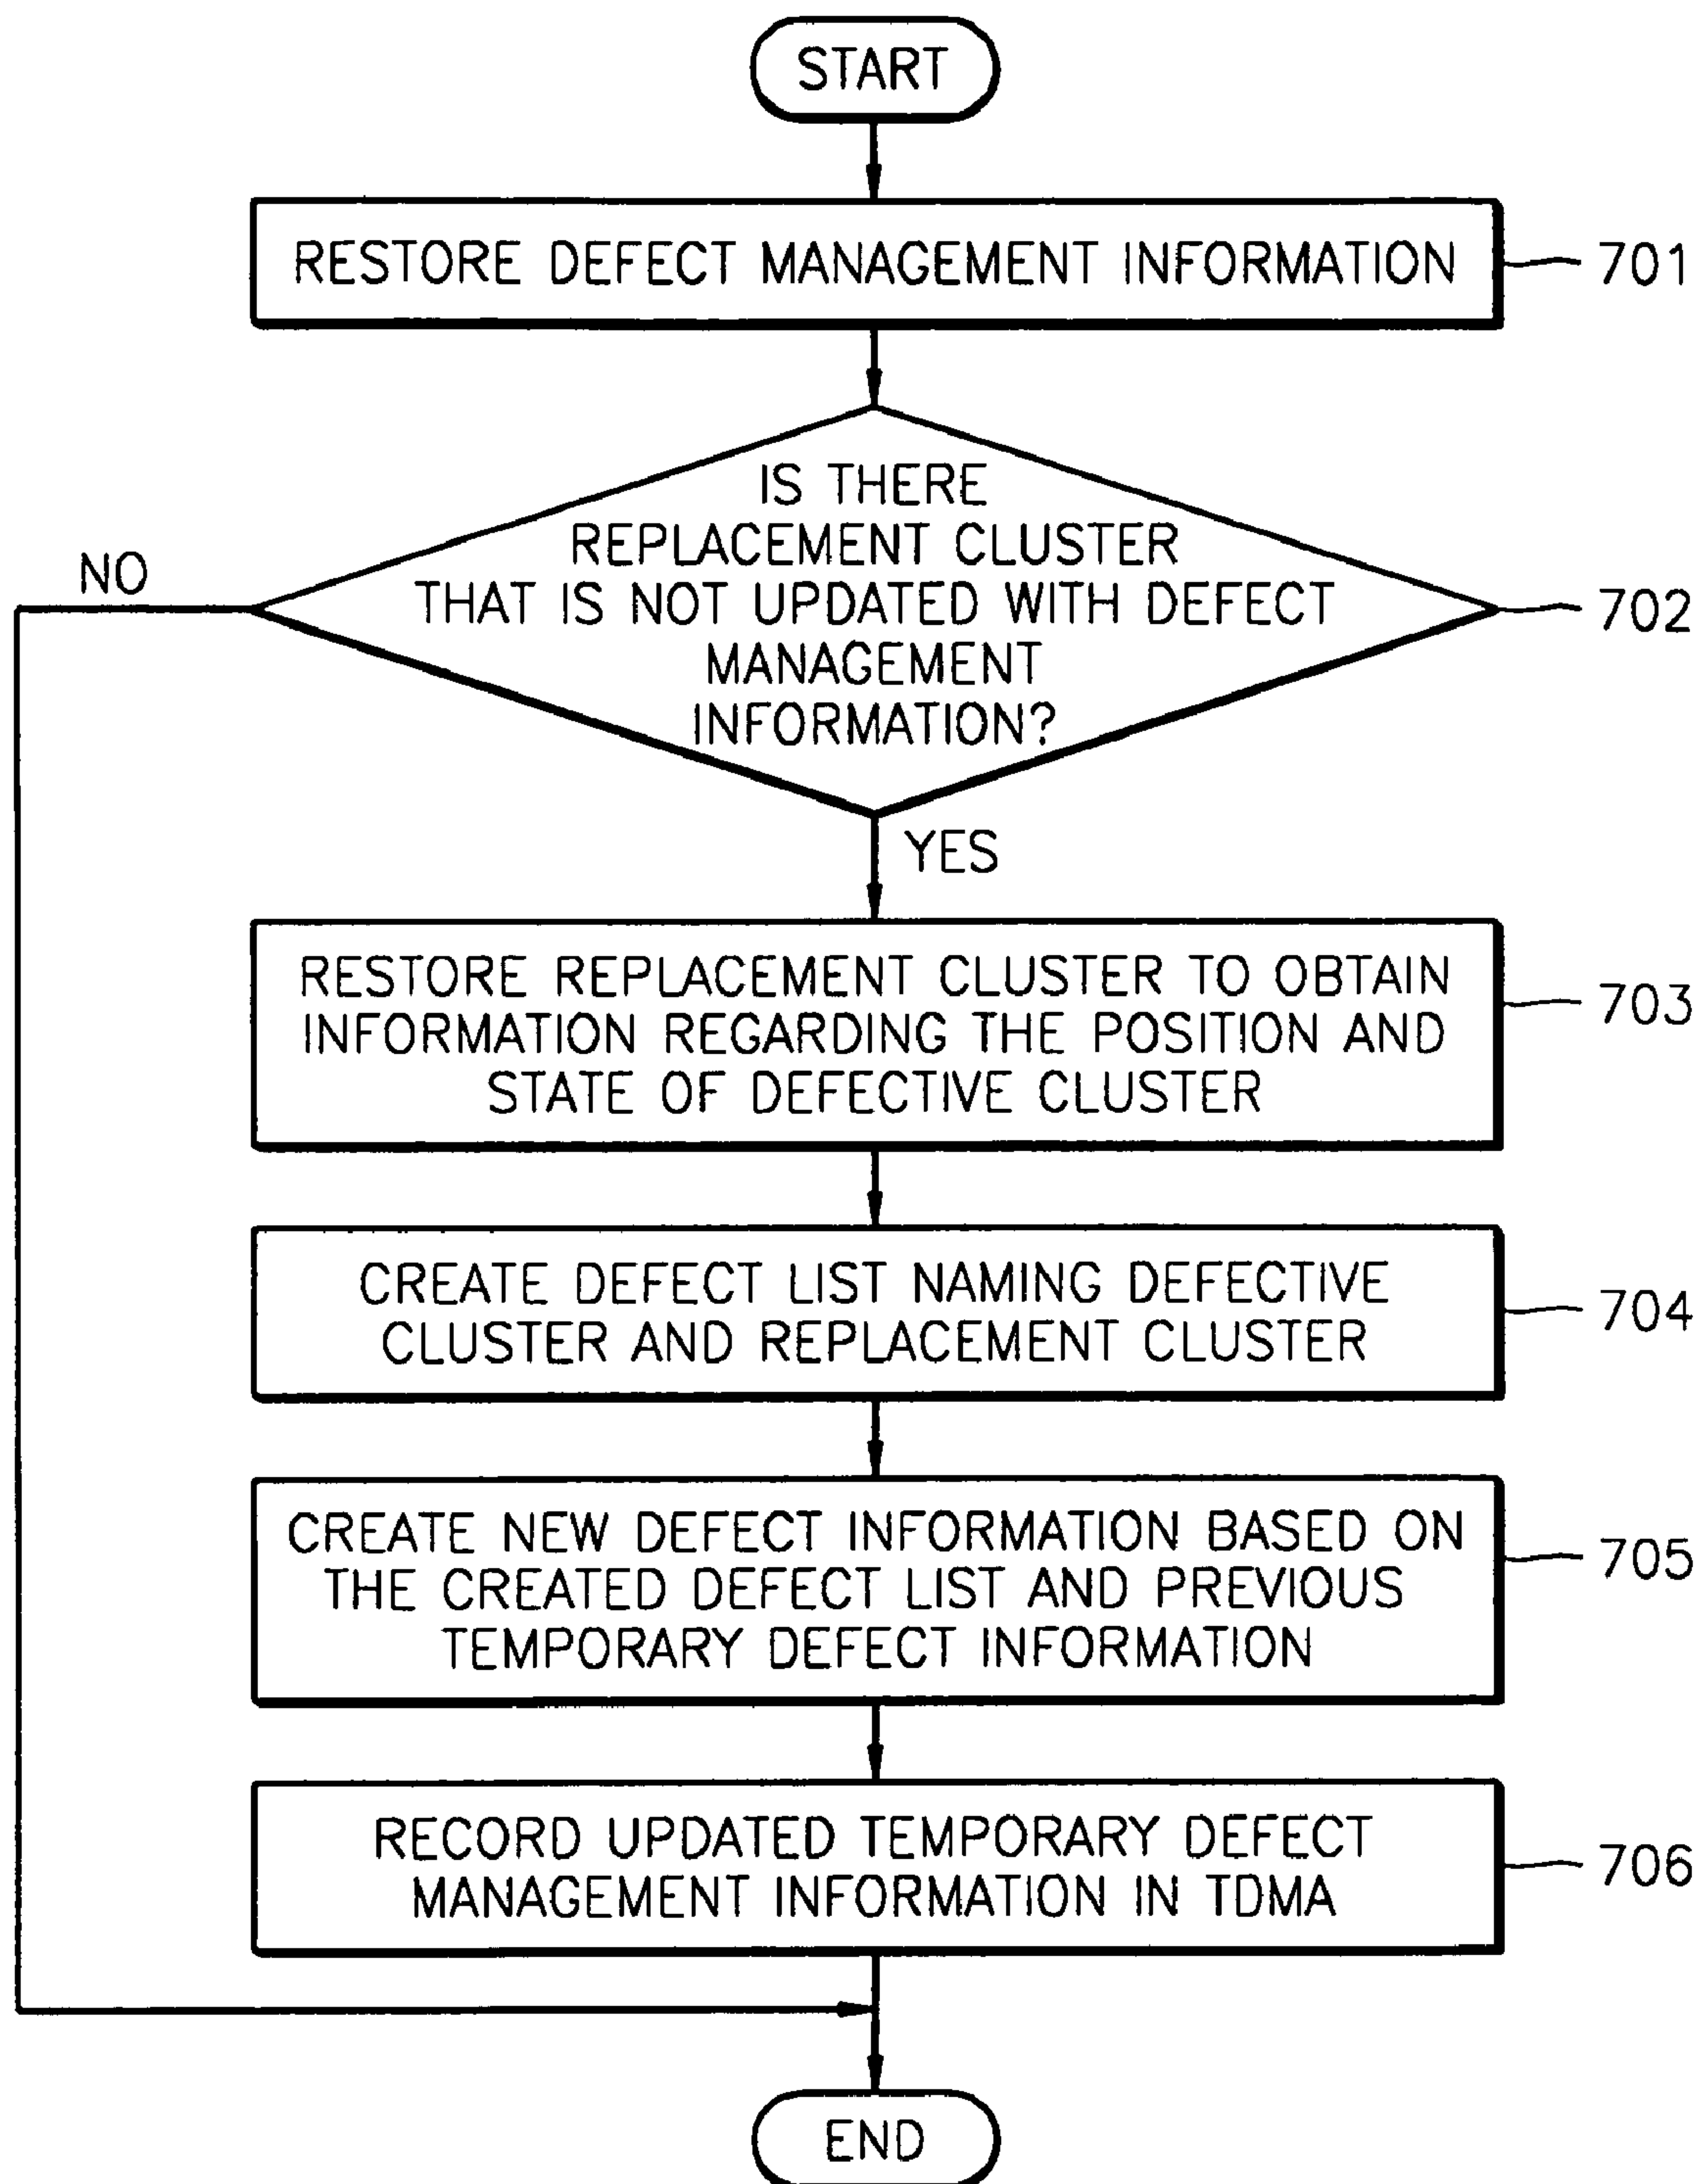 START
RESTORE DEFECT MANAGEMENT INFORMATION
701
IS THERE
REPLACEMENT CLUSTER
THAT IS NOT UPDATED WITH DEFECT
MANAGEMENT
INFORMATION?
702
NO
YES
RESTORE REPLACEMENT CLUSTER TO OBTAIN
INFORMATION REGARDING THE POSITION AND
STATE OF DEFECTIVE CLUSTER
703
CREATE DEFECT LIST NAMING DEFECTIVE
CLUSTER AND REPLACEMENT CLUSTER
704
CREATE NEW DEFECT INFORMATION BASED ON
THE CREATED DEFECT LIST AND PREVIOUS
TEMPORARY DEFECT INFORMATION
705
RECORD UPDATED TEMPORARY DEFECT
MANAGEMENT INFORMATION IN TDMA
706
END